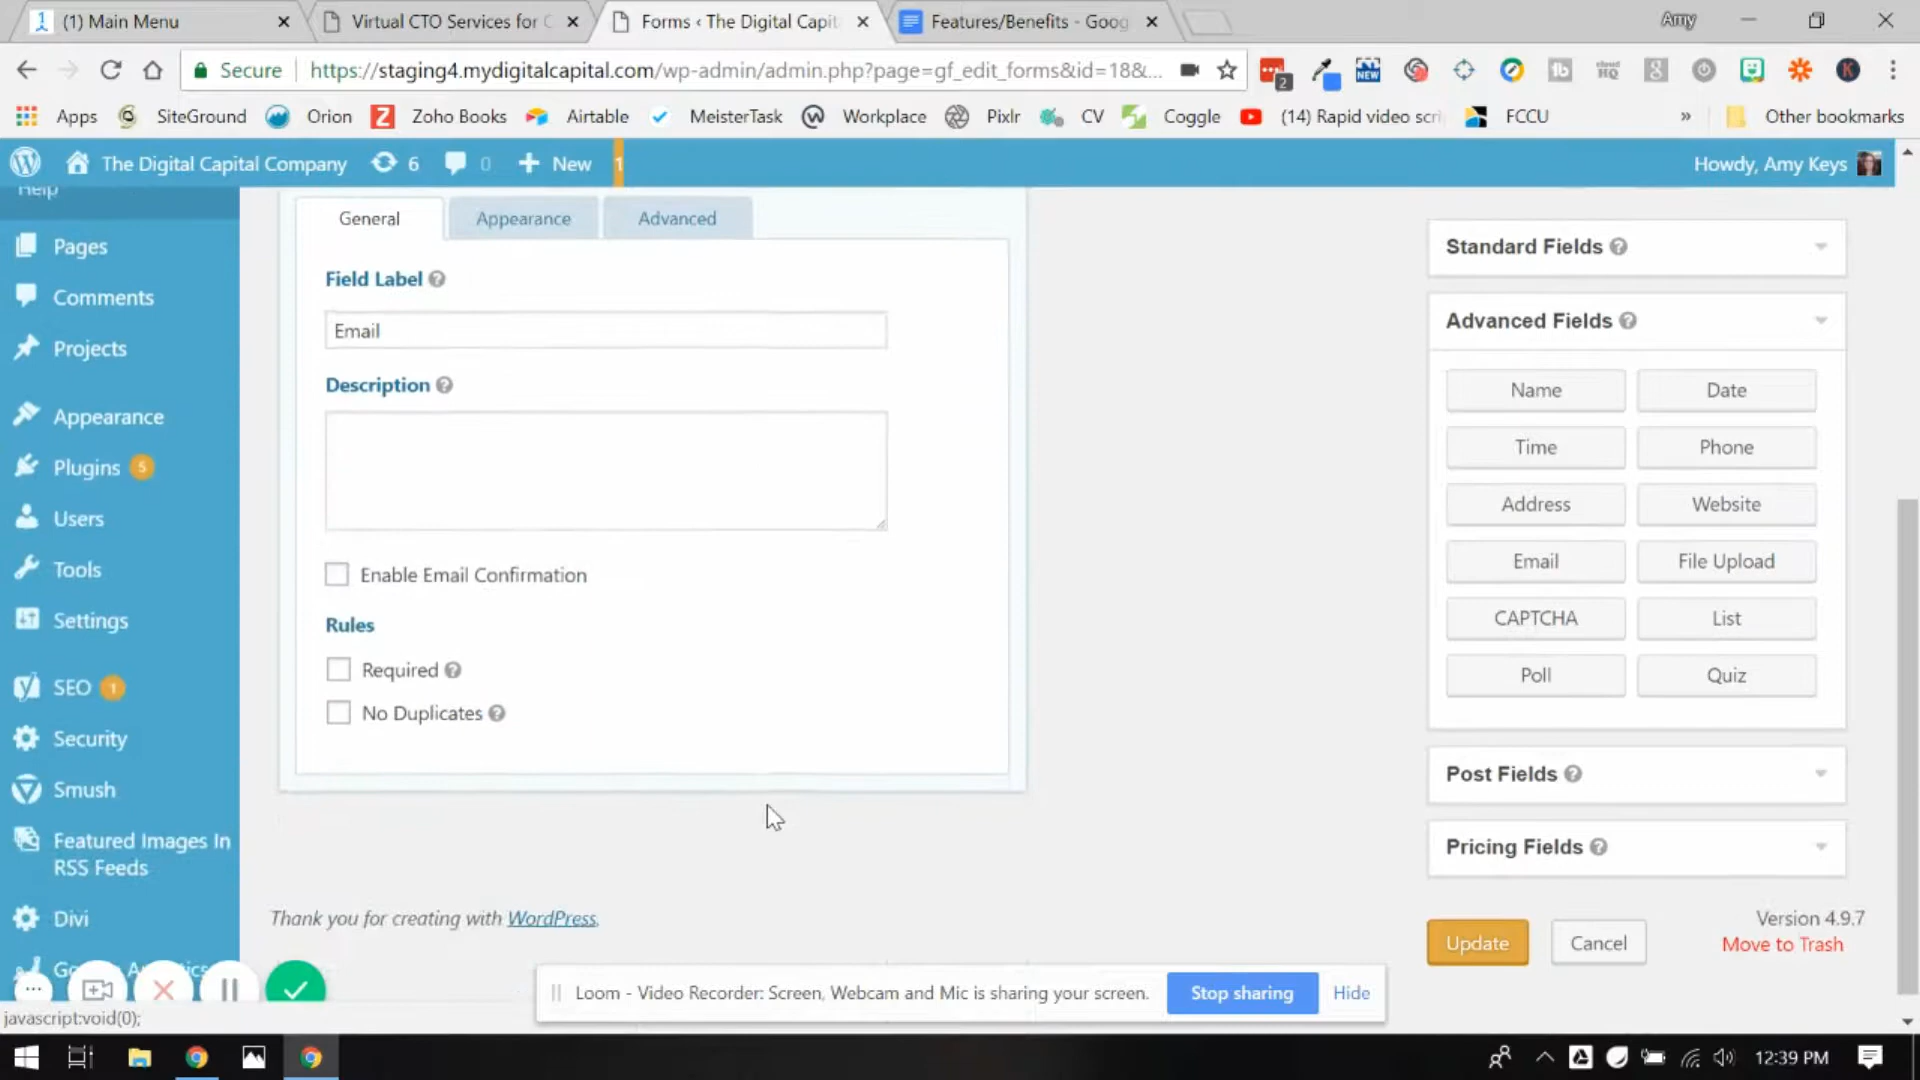 (1) Main Menu
Virtual CTO Services for C
Forms ‹ The Digital Capit
Features/Benefits - Goog
Amy
Secure
https://staging4.mydigitalcapital.com/wp-admin/admin.php?page=gf_edit_forms&id=18&...
2
NEW
Apps
SiteGround
Orion
Zoho Books
Airtable
MeisterTask
Workplace
Pixlr
CV
Coggle
(14) Rapid video scri
FCCU
»
Other bookmarks
The Digital Capital Company
6
0
New
1
Howdy, Amy Keys
Help
Pages
Comments
Projects
Appearance
Plugins 5
Users
Tools
Settings
SEO 1
Security
Smush
Featured Images In
RSS Feeds
Divi
General
Appearance
Advanced
Field Label
Email
Description
Enable Email Confirmation
Rules
Required
No Duplicates
Thank you for creating with WordPress.
Standard Fields
Advanced Fields
Name
Date
Time
Phone
Address
Website
Email
File Upload
CAPTCHA
List
Poll
Quiz
Post Fields
Pricing Fields
Update
Cancel
Version 4.9.7
Move to Trash
Loom - Video Recorder: Screen, Webcam and Mic is sharing your screen.
Stop sharing
Hide
javascript:void(0);
12:39 PM